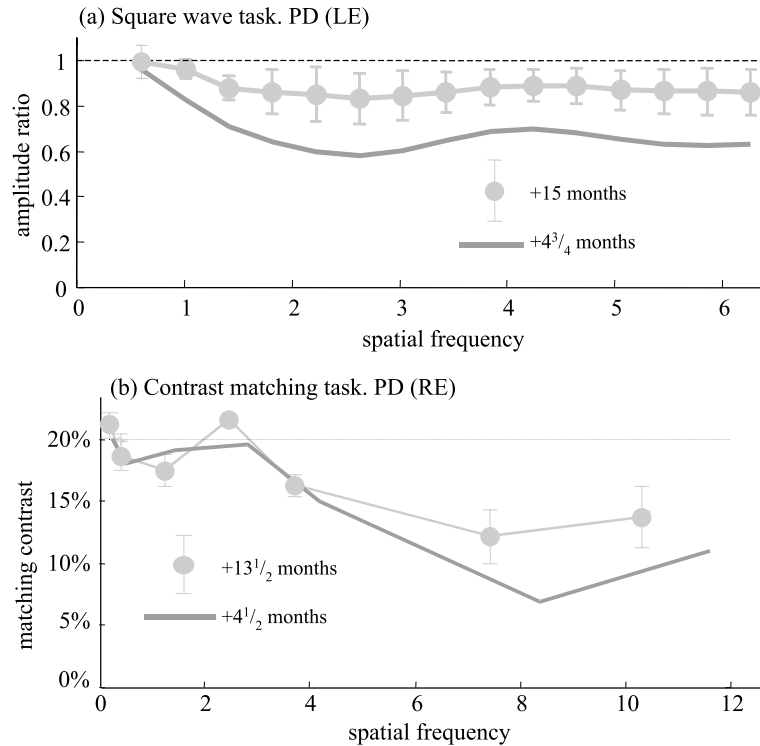 (a) Square wave task. PD (LE)
1
0.8
0.6
0.4
0.2
0
amplitude ratio
+15 months
+4³/₄ months
0 1 2 3 4 5 6
spatial frequency
(b) Contrast matching task. PD (RE)
20%
15%
10%
5%
0%
matching contrast
+13¹/₂ months
+4¹/₂ months
0 2 4 6 8 10 12
spatial frequency